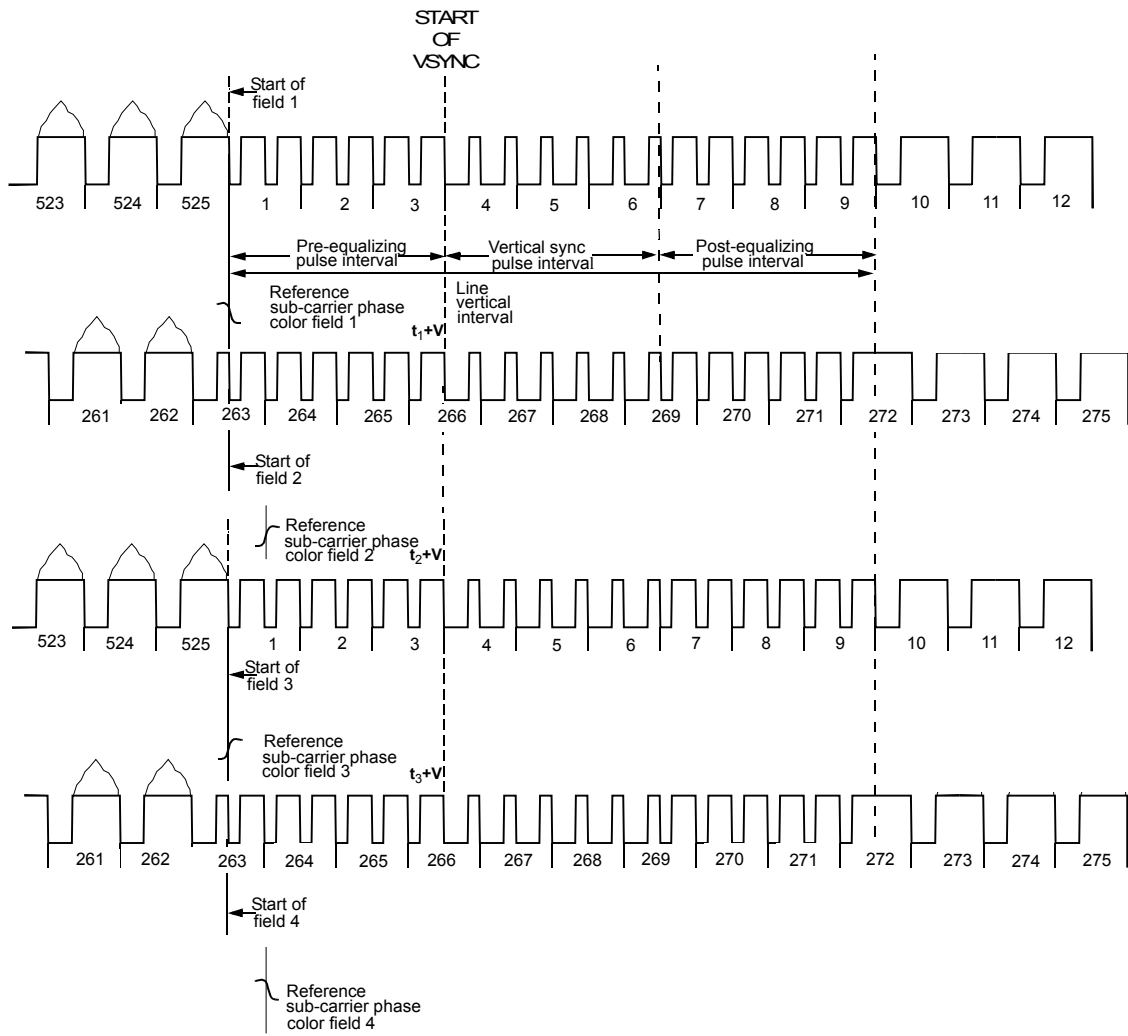 START
OF
VSYNC
Start of
field 1
523 524 525 1 2 3 4 5 6 7 8 9 10 11 12
Pre-equalizing
pulse interval
Vertical sync
pulse interval
Post-equalizing
pulse interval
Line
vertical
interval
Reference
sub-carrier phase
color field 1
t1+V
261 262 263 264 265 266 267 268 269 270 271 272 273 274 275
Start of
field 2
Reference
sub-carrier phase
color field 2
t2+V
523 524 525 1 2 3 4 5 6 7 8 9 10 11 12
Start of
field 3
Reference
sub-carrier phase
color field 3
t3+V
261 262 263 264 265 266 267 268 269 270 271 272 273 274 275
Start of
field 4
Reference
sub-carrier phase
color field 4